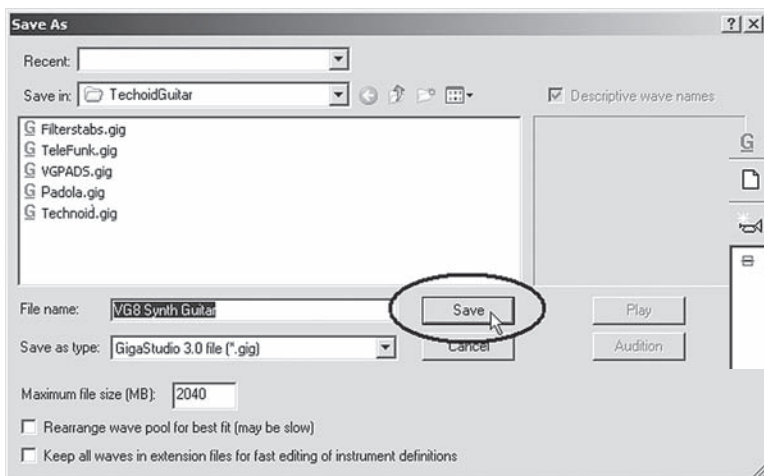 Save As
Recent:
Save in: TechoidGuitar
Descriptive wave names
G Filterstabs.gig
G TeleFunk.gig
G VGPADS.gig
G Padola.gig
G Technoid.gig
G
File name: VG8 Synth Guitar
Save
Play
Save as type: GigaStudio 3.0 file (*.gig)
Cancel
Audition
Maximum file size (MB): 2040
Rearrange wave pool for best fit (may be slow)
Keep all waves in extension files for fast editing of instrument definitions